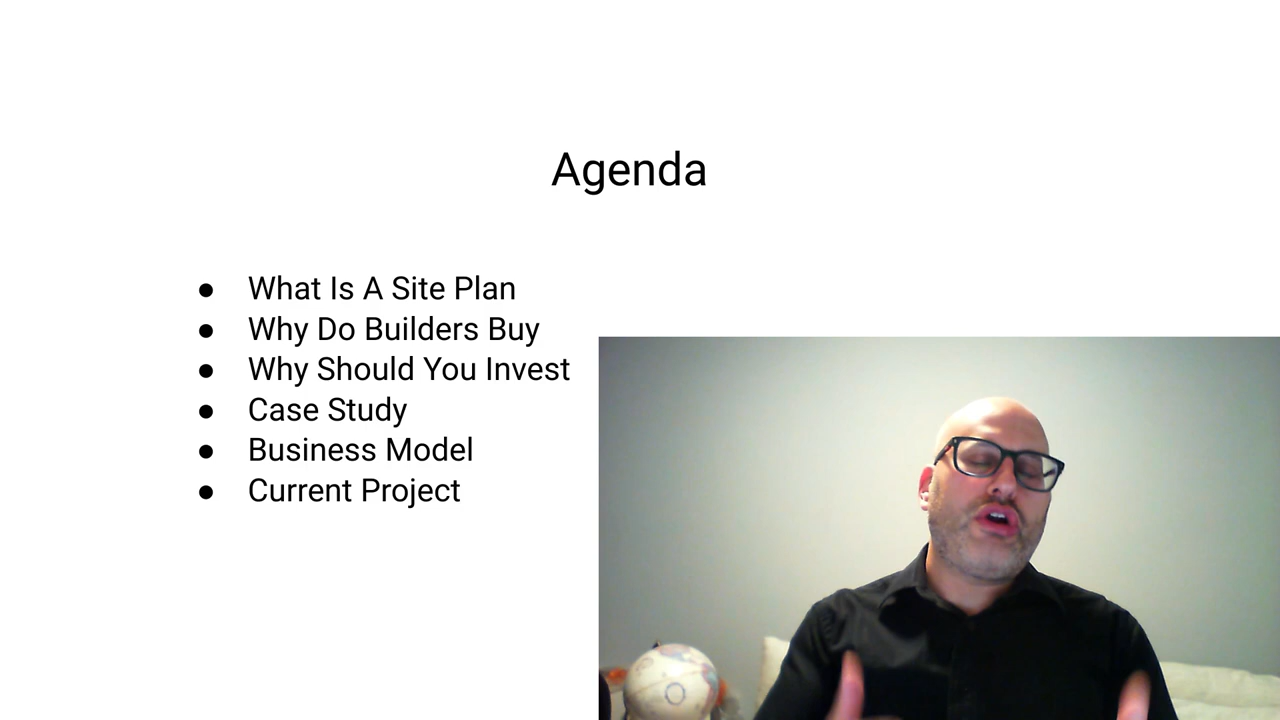 Agenda
● What Is A Site Plan
● Why Do Builders Buy
● Why Should You Invest
● Case Study
● Business Model
● Current Project